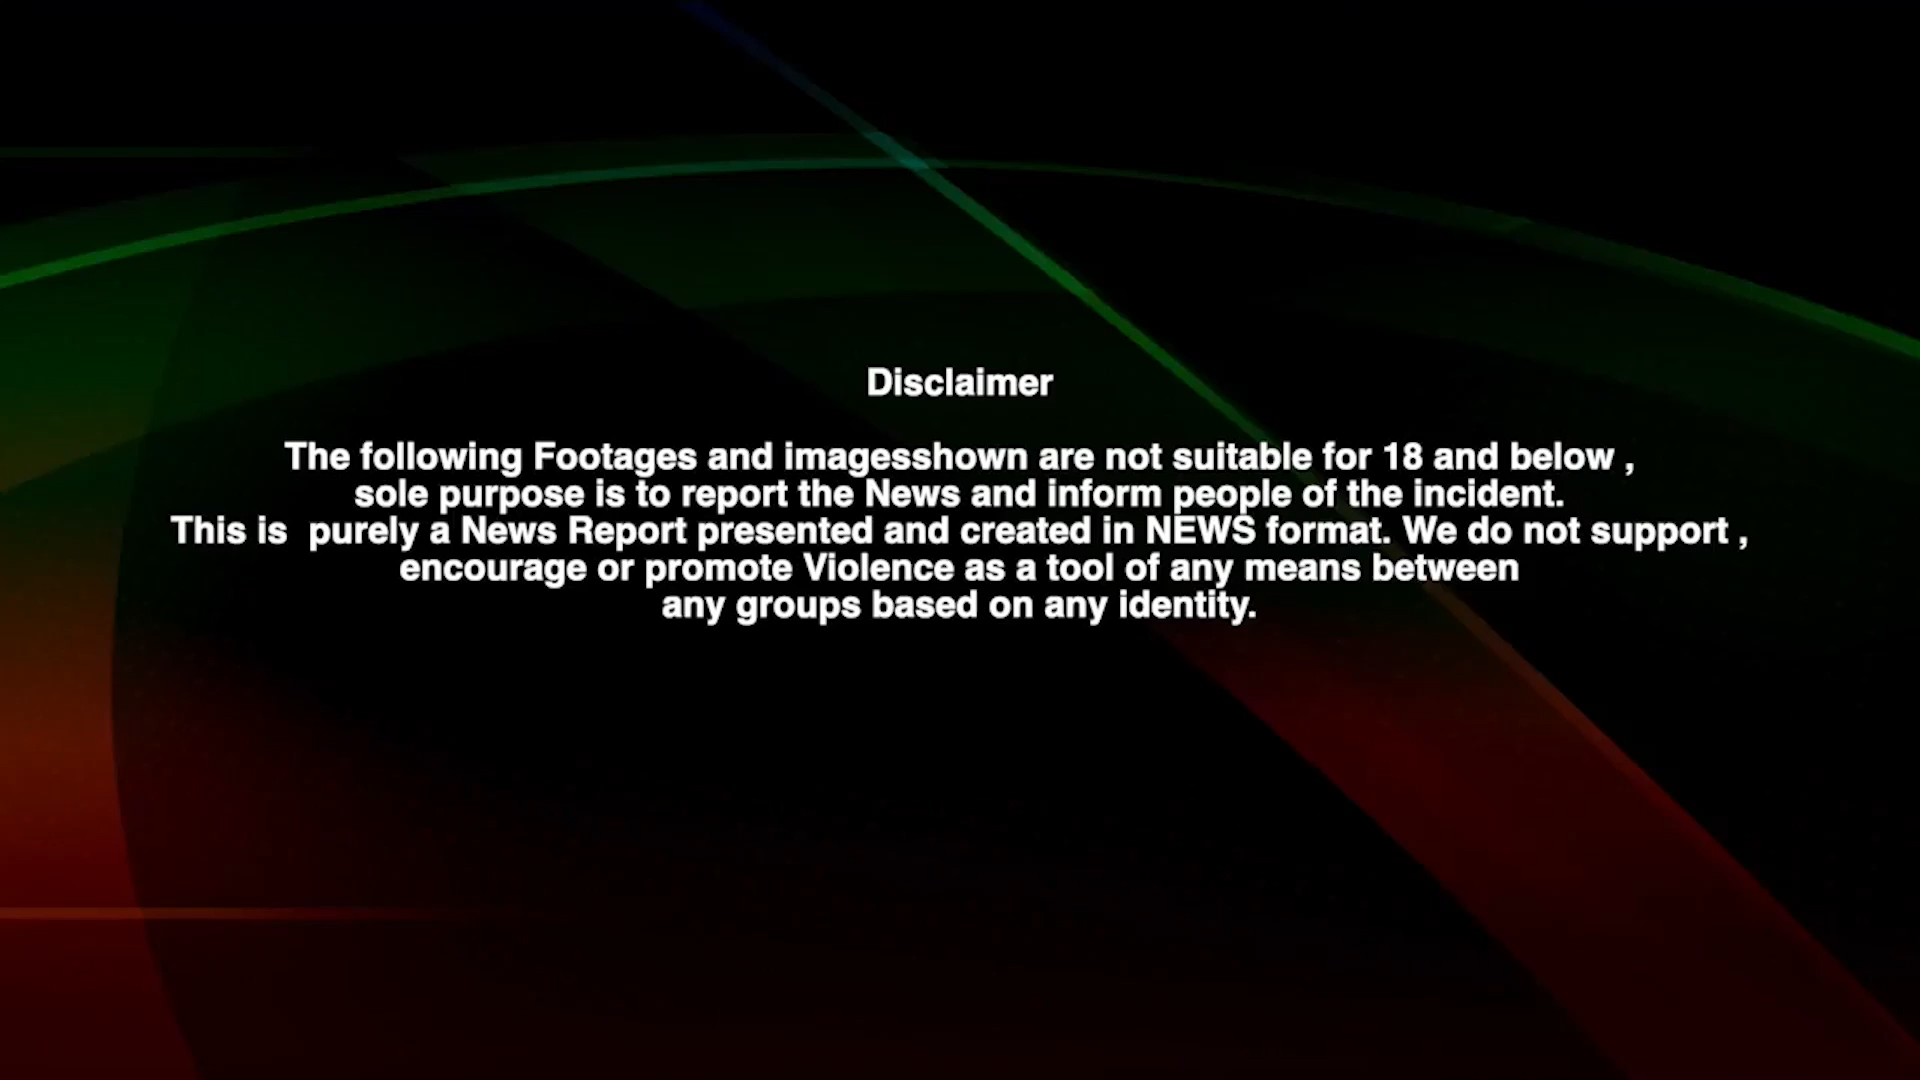 Disclaimer
The following Footages and imagesshown are not suitable for 18 and below ,
sole purpose is to report the News and inform people of the incident.
This is  purely a News Report presented and created in NEWS format. We do not support ,
encourage or promote Violence as a tool of any means between
any groups based on any identity.